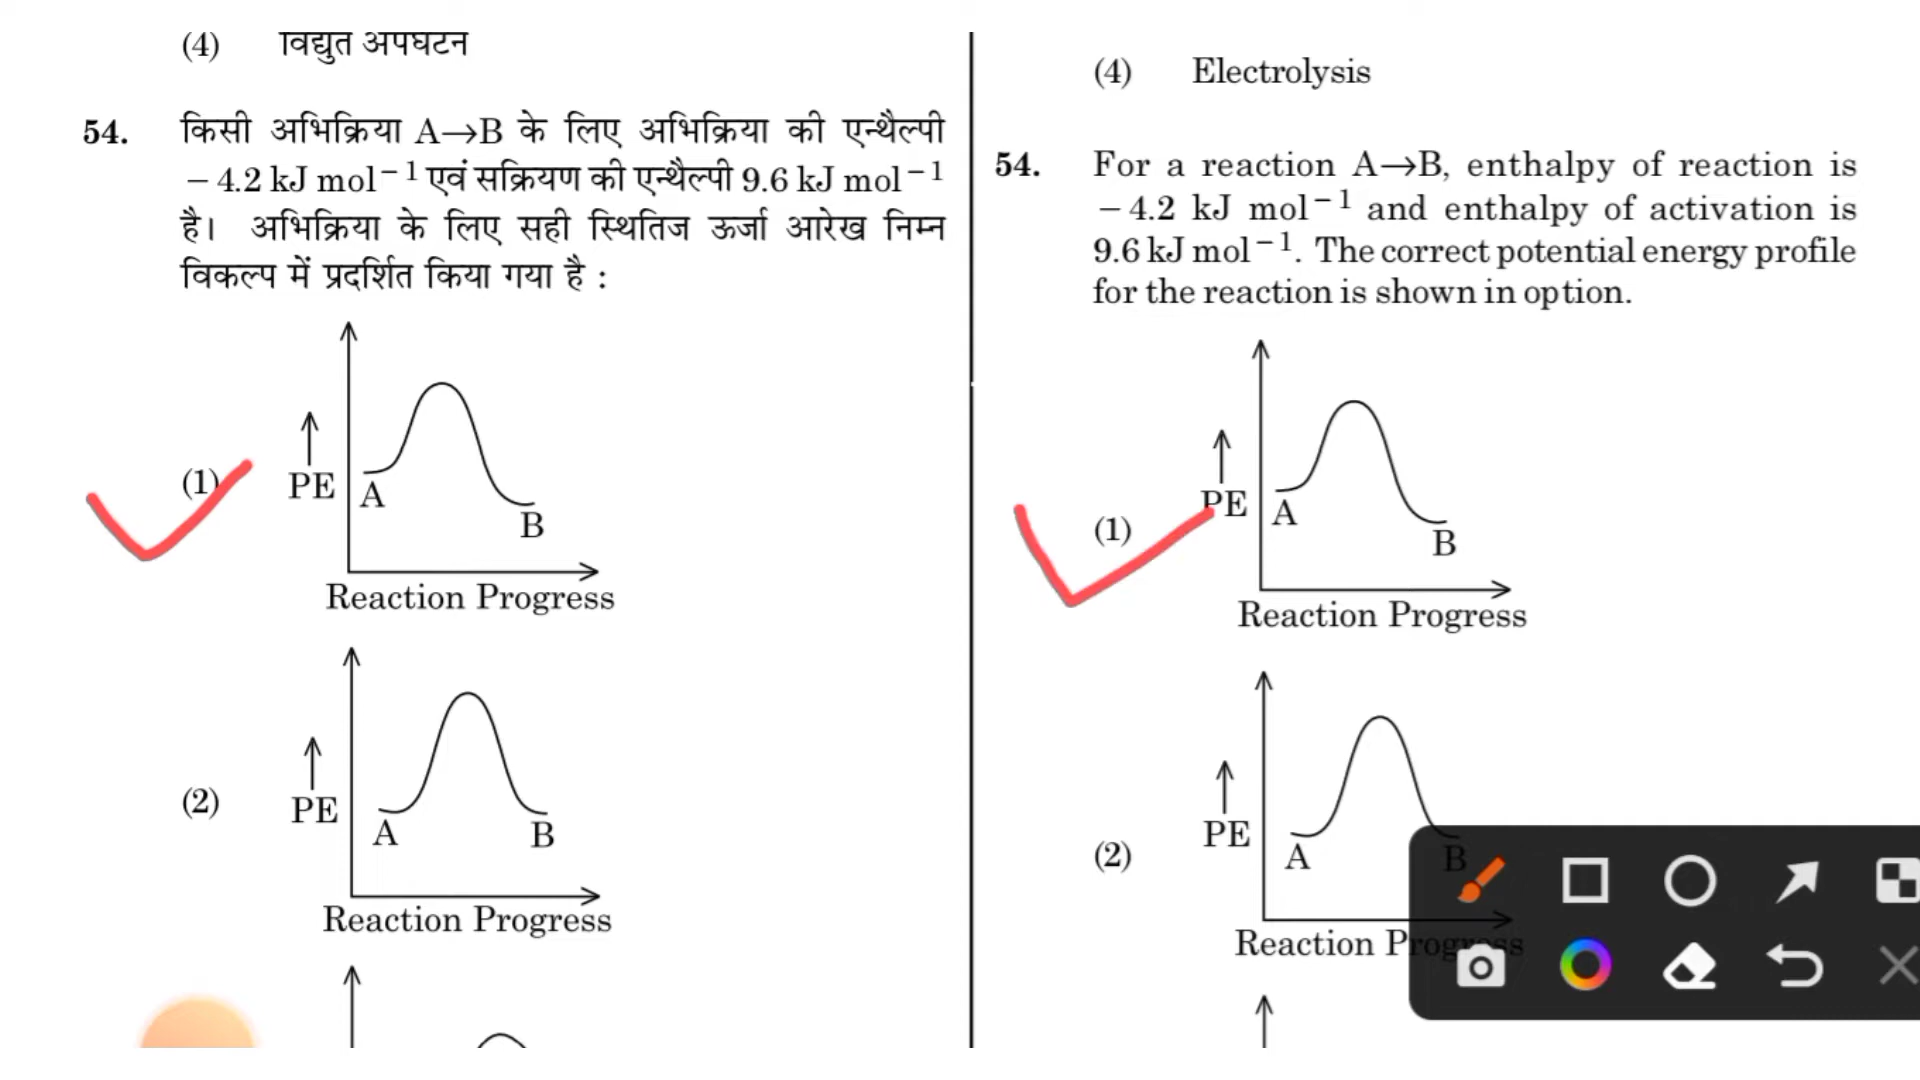 (4) विद्युत अपघटन
54. किसी अभिक्रिया A→B के लिए अभिक्रिया की एन्थैल्पी
– 4.2 kJ mol⁻¹ एवं सक्रियण की एन्थैल्पी 9.6 kJ mol⁻¹
है। अभिक्रिया के लिए सही स्थितिज ऊर्जा आरेख निम्न
विकल्प में प्रदर्शित किया गया है :
(1) PE A
B
Reaction Progress
(2) PE
A B
Reaction Progress
(4) Electrolysis
54. For a reaction A→B, enthalpy of reaction is
– 4.2 kJ mol⁻¹ and enthalpy of activation is
9.6 kJ mol⁻¹. The correct potential energy profile
for the reaction is shown in option.
PE A
(1) B
Reaction Progress
PE
(2) A B
Reaction Progress